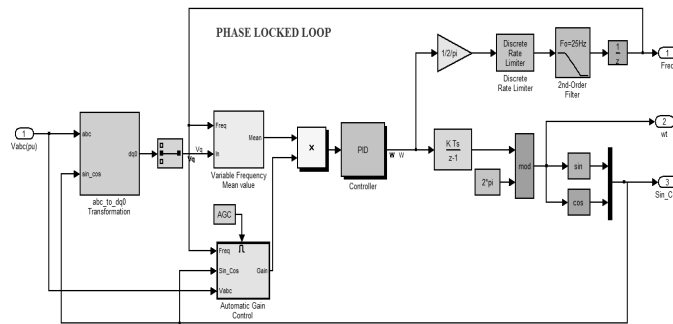 PHASE LOCKED LOOP
1/2/pi
Discrete
Rate
Limiter
Discrete
Rate Limiter
Fo=25Hz
2nd-Order
Filter
1
z
1
Freq
1
Vabc(pu)
abc
sin_cos
dq0
abc_to_dq0
Transformation
Vq
Vq
Freq
In
Mean
Variable Frequency
Mean value
x
PID
Controller
w
w
K Ts
z-1
2*pi
mod
sin
cos
2
wt
3
Sin_C
AGC
Freq
Sin_Cos
Vabc
Gain
Automatic Gain
Control